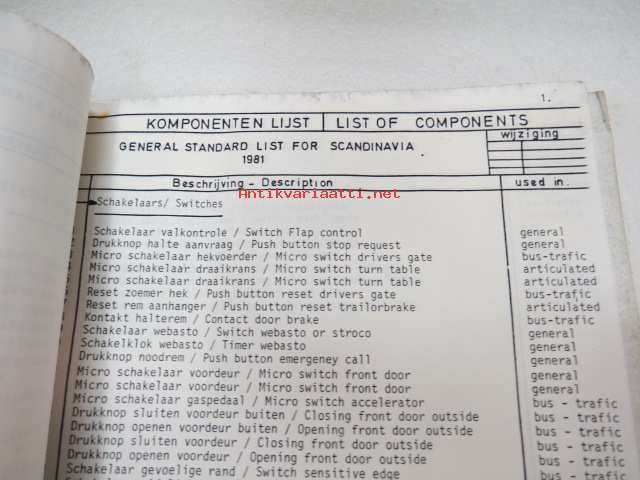 1.
KOMPONENTEN LIJST | LIST OF COMPONENTS
GENERAL STANDARD LIST FOR SCANDINAVIA
1981
wijziging
Beschrijving - Description
used in.
Antikvariaatti.net
Schakelaars/ Switches
Schakelaar valkontrole / Switch Flap control general
Drukknop halte aanvraag / Push button stop request general
Micro schakelaar hekvoerder / Micro switch drivers gate bus-trafic
Micro schakelaar draaikrans / Micro switch turn table articulated
Micro schakelaar draaikrans / Micro switch turn table articulated
Reset zoemer hek / Push button reset drivers gate bus-trafic
Reset rem aanhanger / Push button reset trailorbrake articulated
Kontakt halterem / Contact door brake bus-trafic
Schakelaar webasto / Switch webasto or stroco general
Schakelklok webasto / Timer webasto general
Drukknop noodrem / Push button emergeney call general
Micro schakelaar voordeur / Micro switch front door general
Micro schakelaar voordeur / Micro switch front door general
Micro schakelaar gaspedaal / Micro switch accelerator bus - trafic
Drukknop sluiten voordeur buiten / Closing front door outside bus - trafic
Drukknop openen voordeur buiten / Opening front door outside bus - trafic
Drukknop sluiten voordeur / Closing front door outside bus - trafic
Drukknop openen voordeur / Opening front door outside bus - trafic
Schakelaar gevoelige rand / Switch sensitive edge bus - trafic